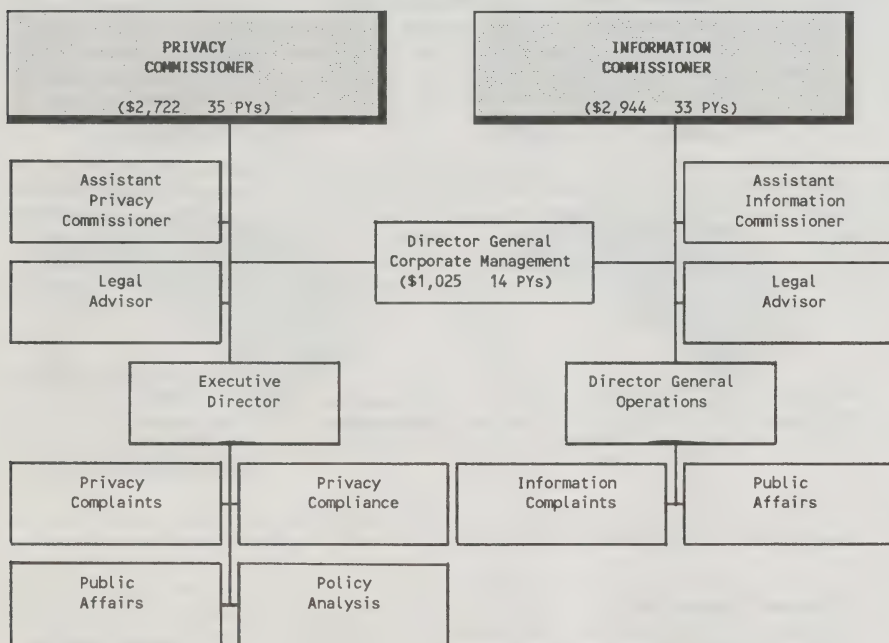 PRIVACY
COMMISSIONER
($2,722 35 PYs)
INFORMATION
COMMISSIONER
($2,944 33 PYs)
Assistant
Privacy
Commissioner
Assistant
Information
Commissioner
Director General
Corporate Management
($1,025 14 PYs)
Legal
Advisor
Legal
Advisor
Executive
Director
Director General
Operations
Privacy
Complaints
Privacy
Compliance
Information
Complaints
Public
Affairs
Public
Affairs
Policy
Analysis